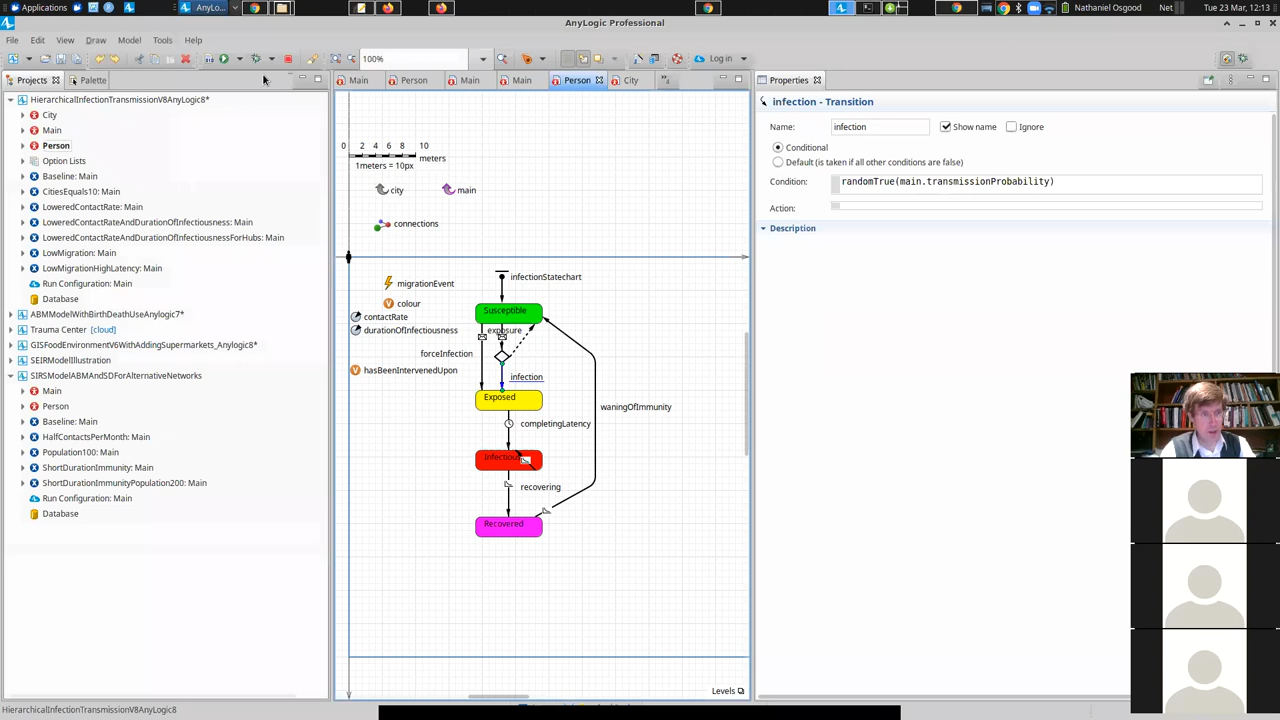 Applications
AnyLo...
Nathaniel Osgood
Net
Tue 23 Mar, 12:13
AnyLogic Professional
File Edit View Draw Model Tools Help
100%
Log in
Projects Palette
Main Person Main Main Person City
4
Properties
HierarchicalInfectionTransmissionV8AnyLogic8*
City
Main
Person
Option Lists
Baseline: Main
CitiesEquals10: Main
LoweredContactRate: Main
LoweredContactRateAndDurationOfInfectiousness: Main
LoweredContactRateAndDurationOfInfectiousnessForHubs: Main
LowMigration: Main
LowMigrationHighLatency: Main
Run Configuration: Main
Database
ABMModelWithBirthDeathUseAnylogic7*
Trauma Center [cloud]
GISFoodEnvironmentV6WithAddingSupermarkets_Anylogic8*
SEIRModelIllustration
SIRSModelABMAndSDForAlternativeNetworks
Main
Person
Baseline: Main
HalfContactsPerMonth: Main
Population100: Main
ShortDurationImmunity: Main
ShortDurationImmunityPopulation200: Main
Run Configuration: Main
Database
0 2 4 6 8 10
meters
1meters = 10px
city main
connections
migrationEvent
colour
contactRate
durationOfInfectiousness
hasBeenIntervenedUpon
infectionStatechart
Susceptible
exposure
forceInfection
infection
Exposed
waningOfImmunity
completingLatency
Infectious
recovering
Recovered
Levels
infection - Transition
Name: infection Show name Ignore
Conditional
Default (is taken if all other conditions are false)
Condition: randomTrue(main.transmissionProbability)
Action:
Description
HierarchicalInfectionTransmissionV8AnyLogic8